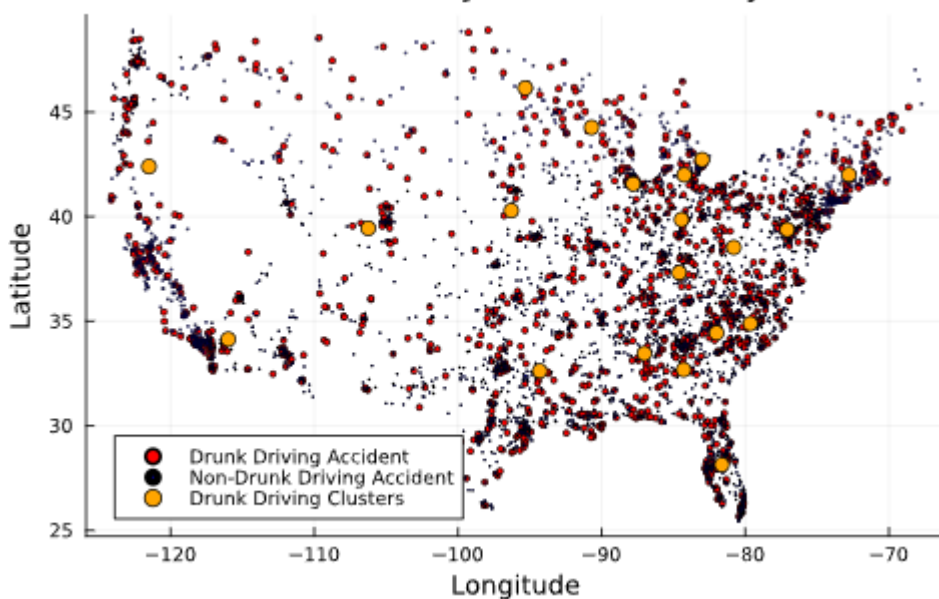 45
40
35
30
25
−120
−110
−100
−90
−80
−70
Latitude
Longitude
Drunk Driving Accident
Non-Drunk Driving Accident
Drunk Driving Clusters